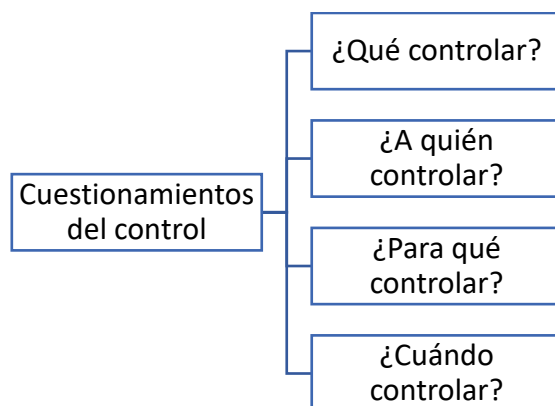 Cuestionamientos
del control
¿Qué controlar?
¿A quién
controlar?
¿Para qué
controlar?
¿Cuándo
controlar?